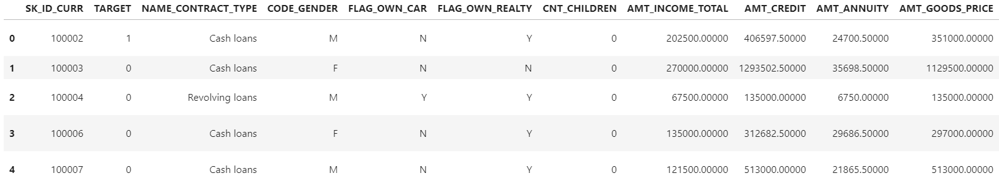 SK_ID_CURR TARGET NAME_CONTRACT_TYPE CODE_GENDER FLAG_OWN_CAR FLAG_OWN_REALTY CNT_CHILDREN AMT_INCOME_TOTAL AMT_CREDIT AMT_ANNUITY AMT_GOODS_PRICE
0 100002 1 Cash loans M N Y 0 202500.00000 406597.50000 24700.50000 351000.00000
1 100003 0 Cash loans F N N 0 270000.00000 1293502.50000 35698.50000 1129500.00000
2 100004 0 Revolving loans M Y Y 0 67500.00000 135000.00000 6750.00000 135000.00000
3 100006 0 Cash loans F N Y 0 135000.00000 312682.50000 29686.50000 297000.00000
4 100007 0 Cash loans M N Y 0 121500.00000 513000.00000 21865.50000 513000.00000